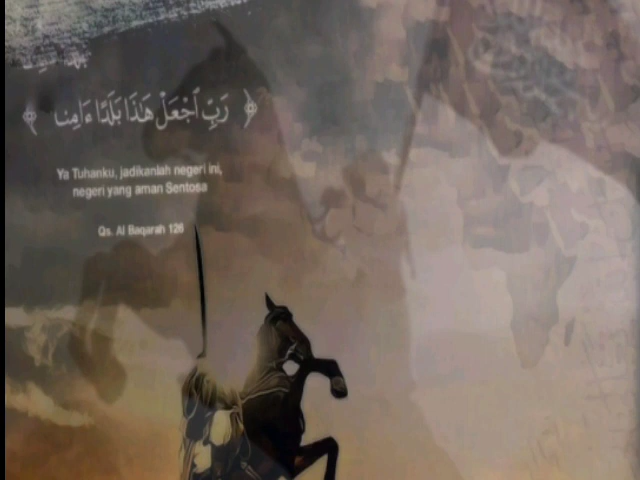 ﴿ رَبِّ ٱجْعَلْ هَٰذَا بَلَدًا ءَامِنًا ﴾
Ya Tuhanku, jadikanlah negeri ini,
negeri yang aman Sentosa
Qs. Al Baqarah 126